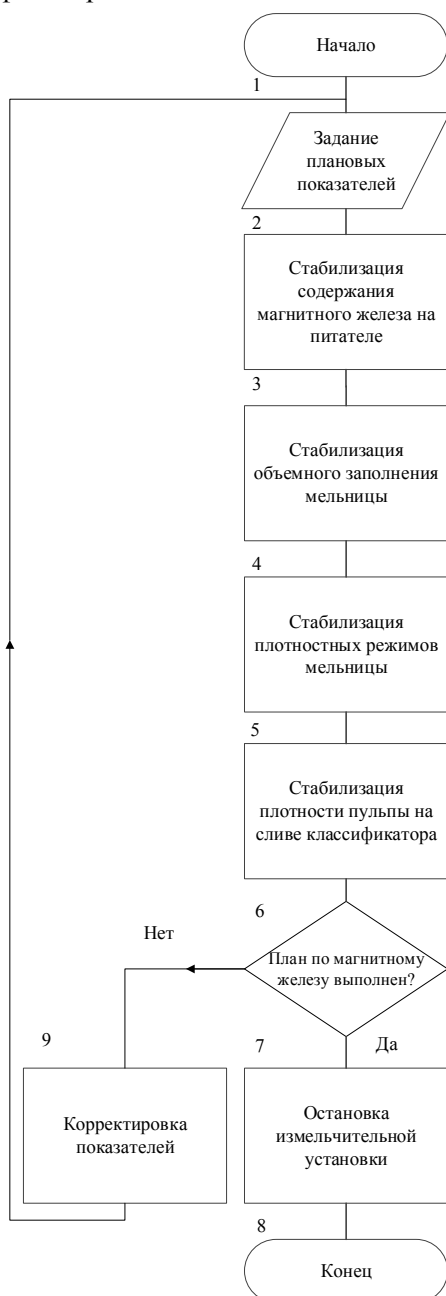 Начало
1
Задание
плановых
показателей
2
Стабилизация
содержания
магнитного железа на
питателе
3
Стабилизация
объемного заполнения
мельницы
4
Стабилизация
плотностных режимов
мельницы
5
Стабилизация
плотности пульпы на
сливе классификатора
6
Нет
План по магнитному
железу выполнен?
9
7
Да
Корректировка
показателей
Остановка
измельчительной
установки
8
Конец